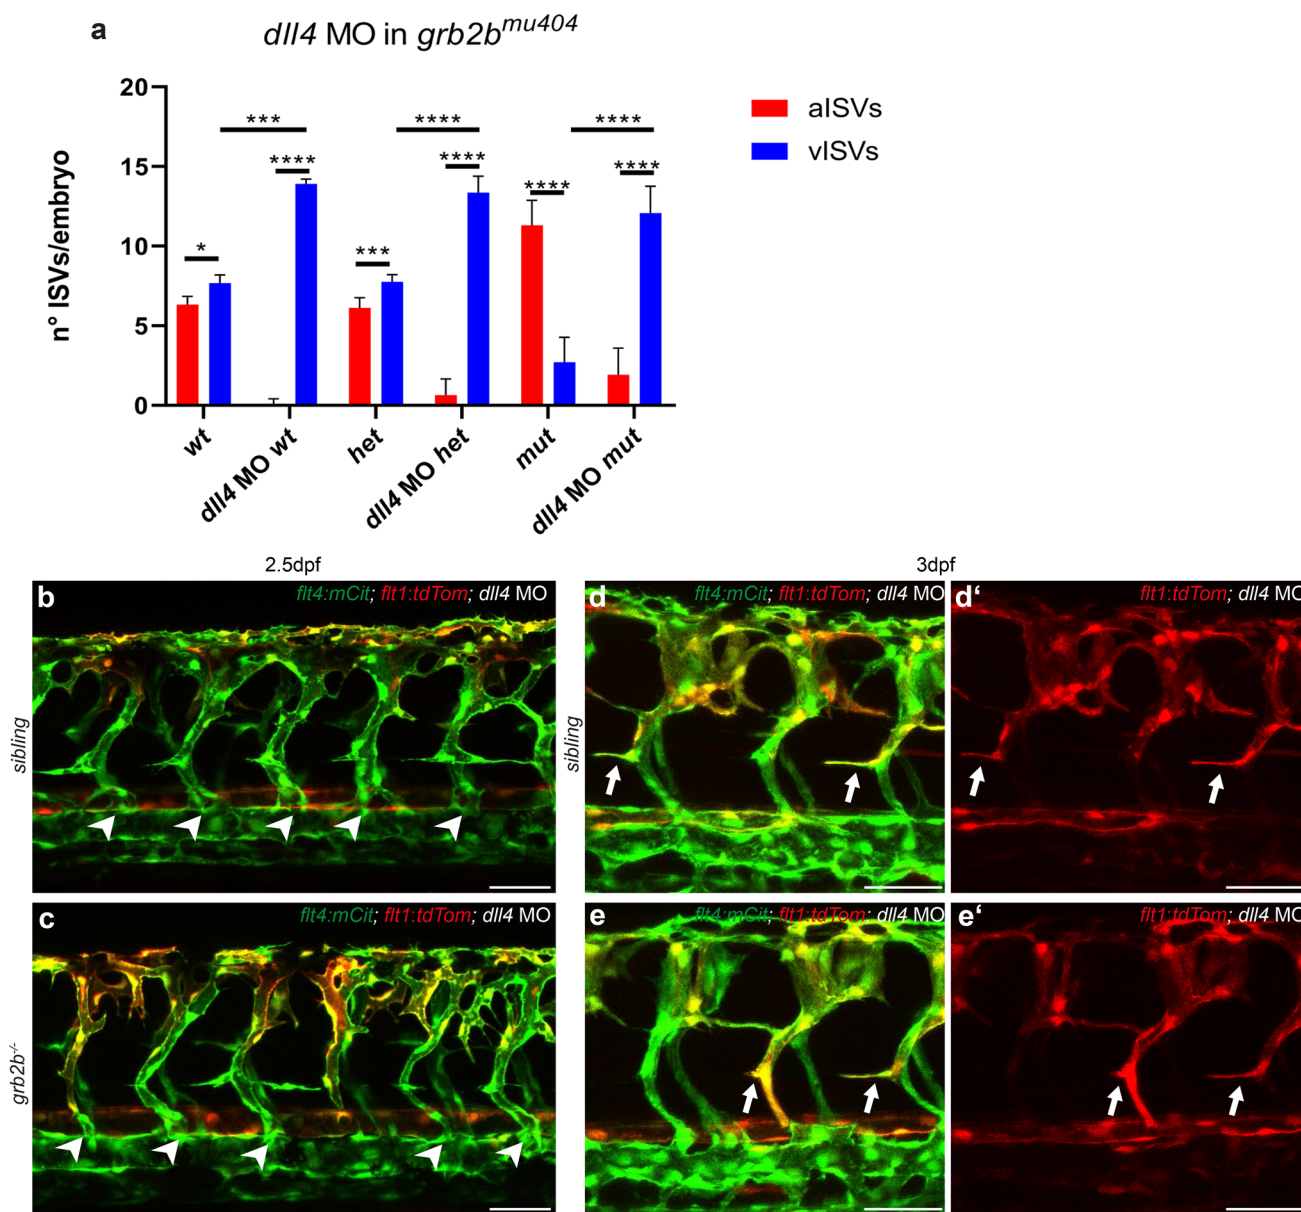 a
dll4 MO in grb2b^mu404
20
15
10
5
0
n° ISVs/embryo
***
****
****
****
****
****
****
*
***
aISVs
vISVs
wt
dll4 MO wt
het
dll4 MO het
mut
dll4 MO mut
2.5dpf
3dpf
b
flt4:mCit; flt1:tdTom; dll4 MO
sibling
d
flt4:mCit; flt1:tdTom; dll4 MO
sibling
d‘
flt1:tdTom; dll4 MO
c
flt4:mCit; flt1:tdTom; dll4 MO
grb2b-/-
e
flt4:mCit; flt1:tdTom; dll4 MO
e‘
flt1:tdTom; dll4 MO